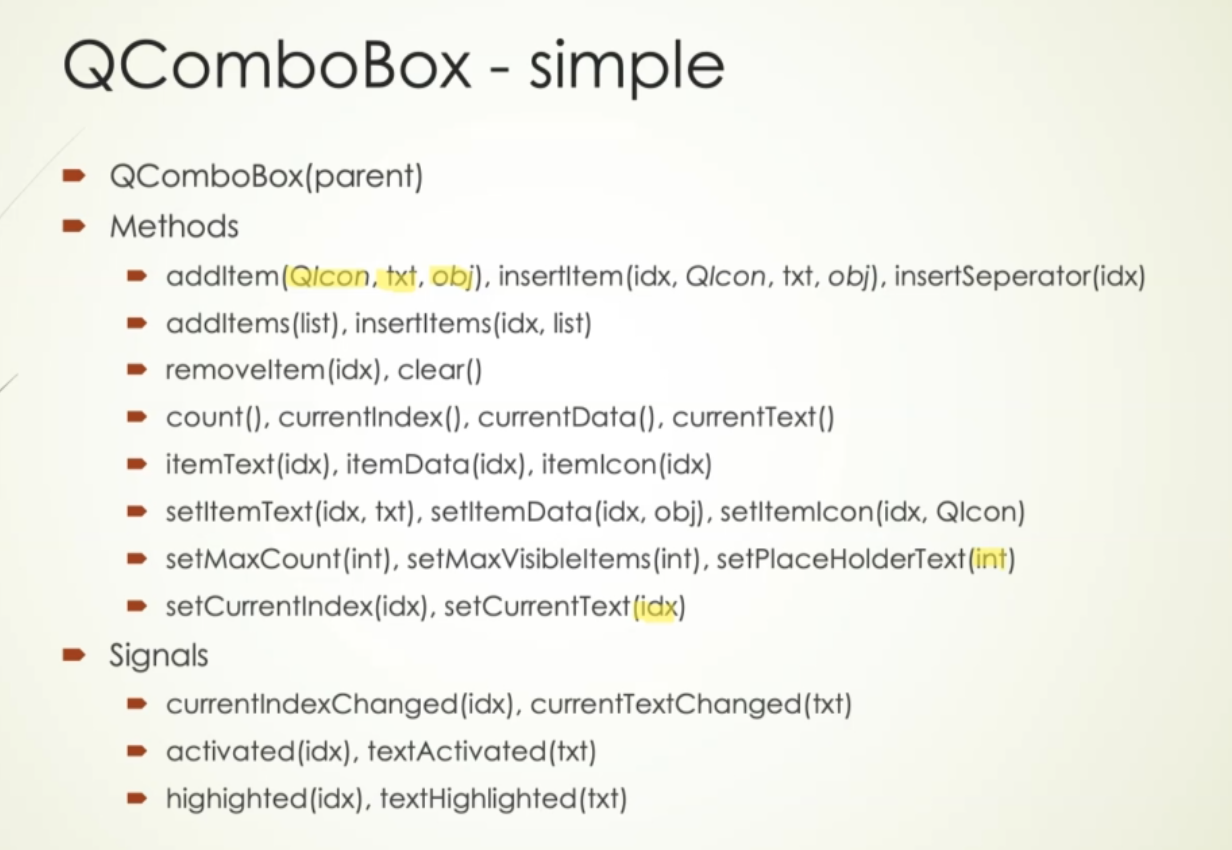 QComboBox - simple
QComboBox(parent)
Methods
addItem(QIcon, txt, obj), insertItem(idx, QIcon, txt, obj), insertSeperator(idx)
addItems(list), insertItems(idx, list)
removeItem(idx), clear()
count(), currentIndex(), currentData(), currentText()
itemText(idx), itemData(idx), itemIcon(idx)
setItemText(idx, txt), setItemData(idx, obj), setItemIcon(idx, QIcon)
setMaxCount(int), setMaxVisibleItems(int), setPlaceHolderText(int)
setCurrentIndex(idx), setCurrentText(idx)
Signals
currentIndexChanged(idx), currentTextChanged(txt)
activated(idx), textActivated(txt)
highighted(idx), textHighlighted(txt)